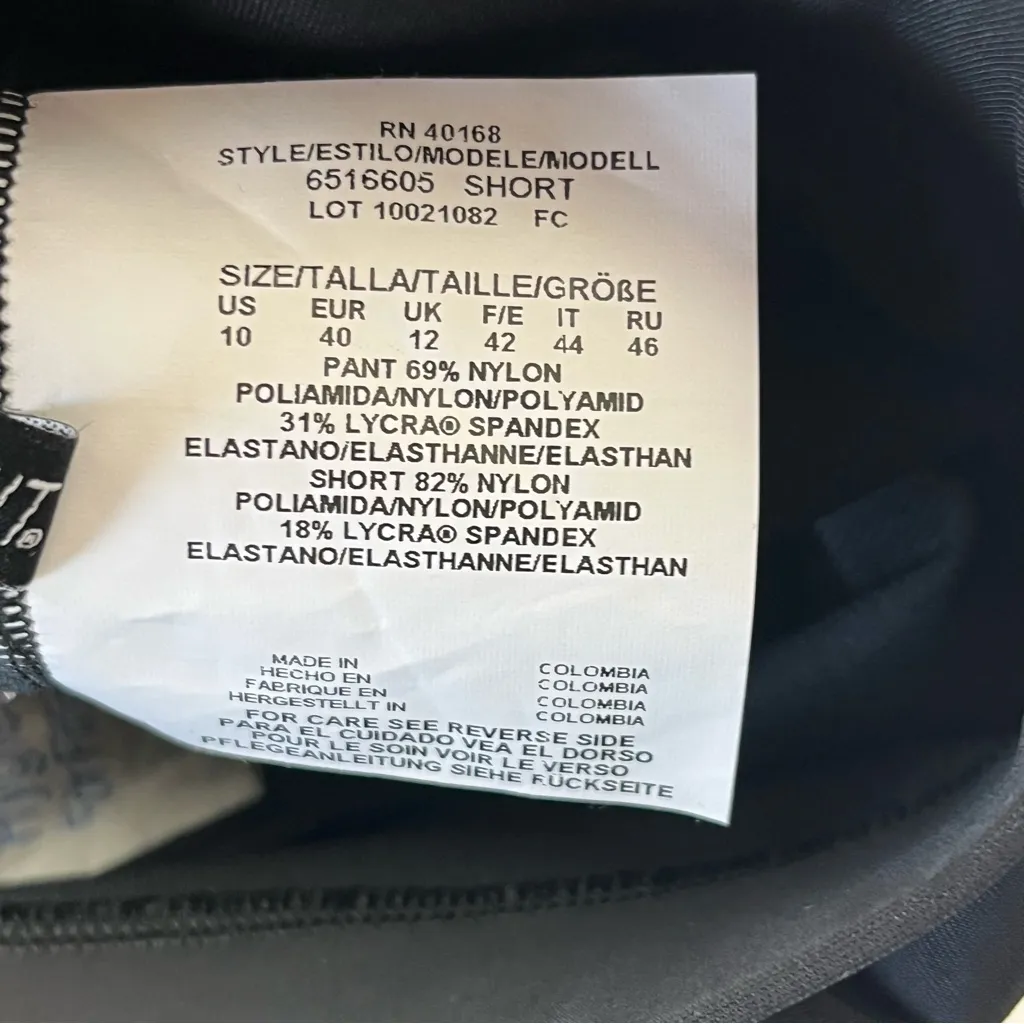 RN 40168
STYLE/ESTILO/MODELE/MODELL
6516605 SHORT
LOT 10021082 FC
SIZE/TALLA/TAILLE/GRÖßE
US EUR UK F/E IT RU
10 40 12 42 44 46
PANT 69% NYLON
POLIAMIDA/NYLON/POLYAMID
31% LYCRA® SPANDEX
ELASTANO/ELASTHANNE/ELASTHAN
SHORT 82% NYLON
POLIAMIDA/NYLON/POLYAMID
18% LYCRA® SPANDEX
ELASTANO/ELASTHANNE/ELASTHAN
MADE IN COLOMBIA
HECHO EN COLOMBIA
FABRIQUE EN COLOMBIA
HERGESTELLT IN COLOMBIA
FOR CARE SEE REVERSE SIDE
PARA EL CUIDADO VEA EL DORSO
POUR LE SOIN VOIR LE VERSO
PFLEGEANLEITUNG SIEHE RÜCKSEITE